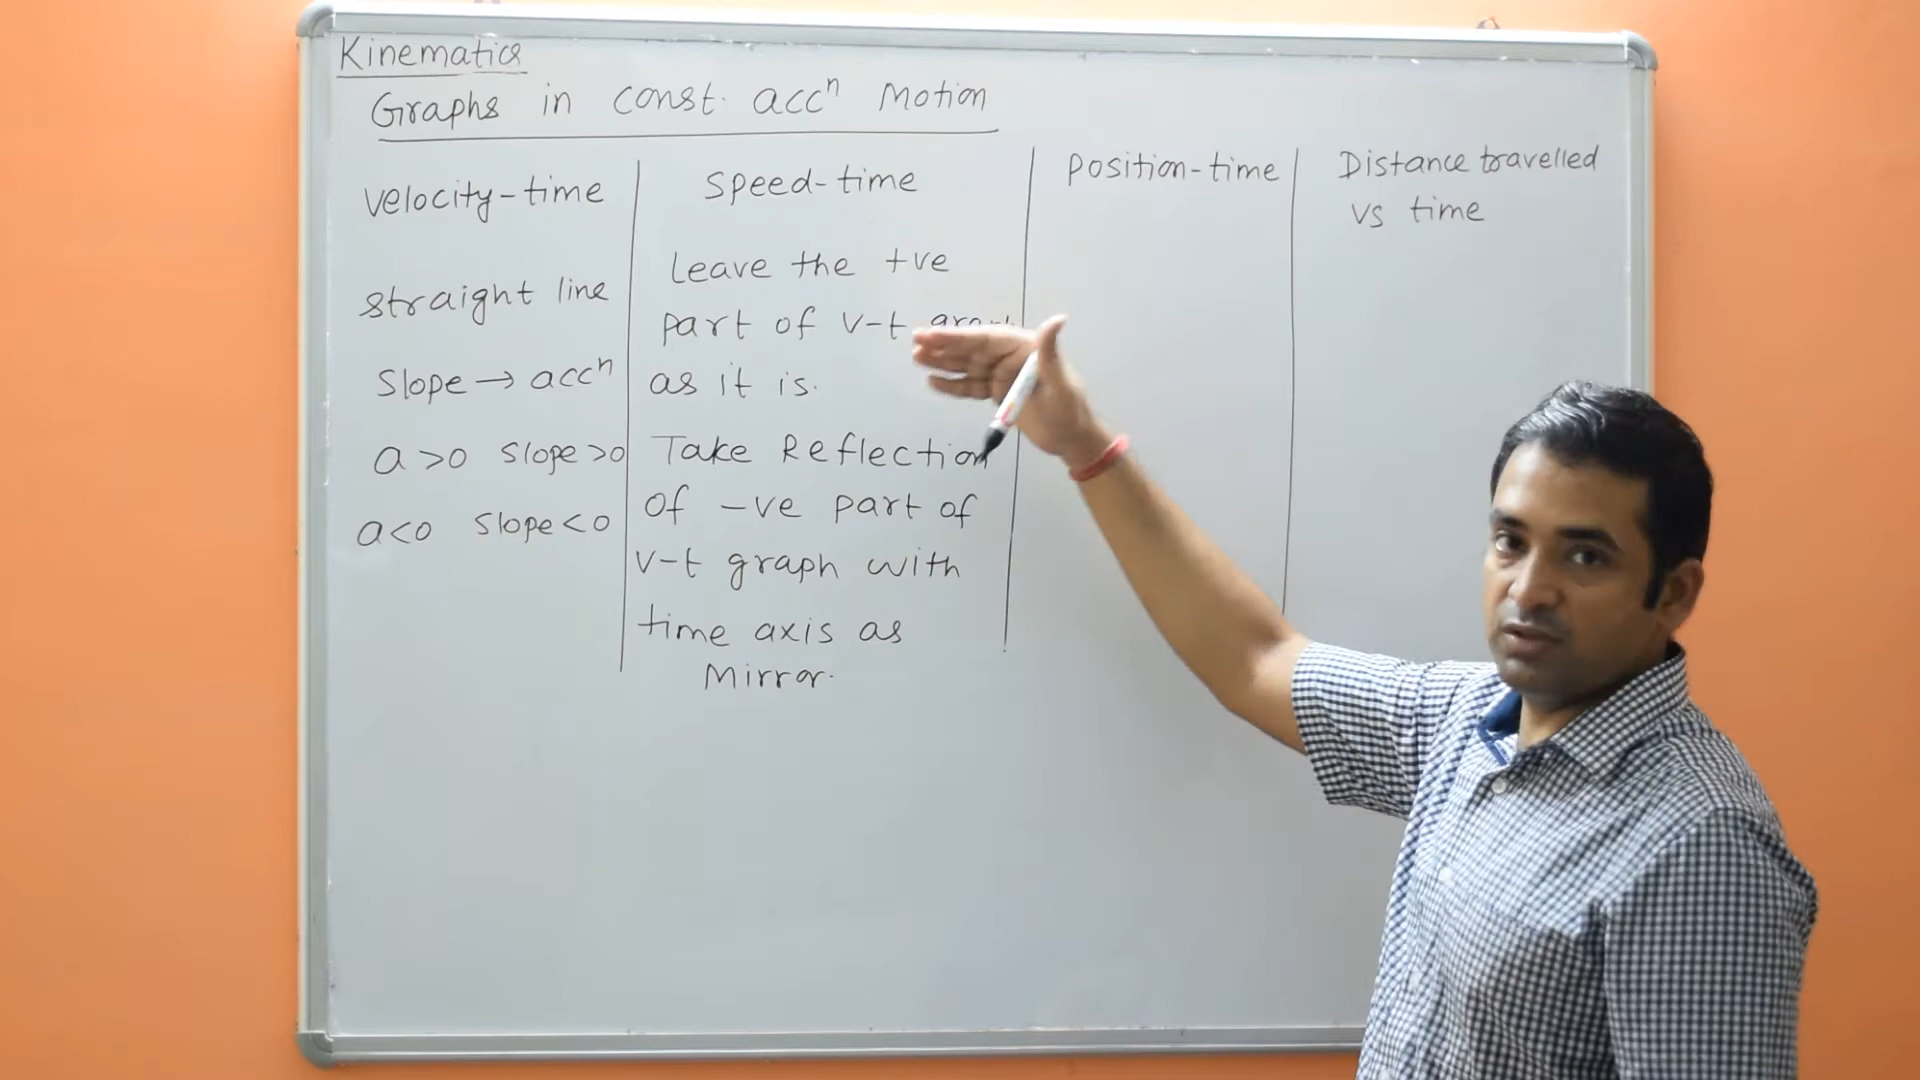 Kinematics
Graphs in const. accⁿ Motion
Velocity-time
straight line
Slope → accⁿ
a >0 slope >0
a<0 slope <0
Speed-time
Leave the +ve
part of v-t
as it is.
Take Reflection
of -ve part of
v-t graph with
time axis as
Mirror.
Position-time
Distance travelled
vs time